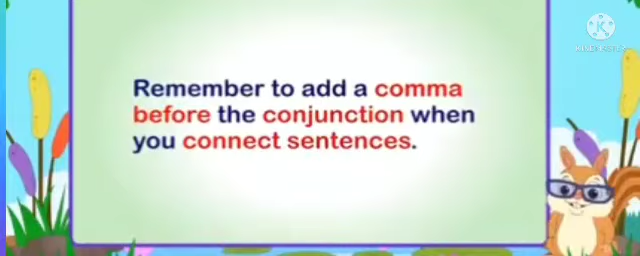 Remember to add a comma
before the conjunction when
you connect sentences.